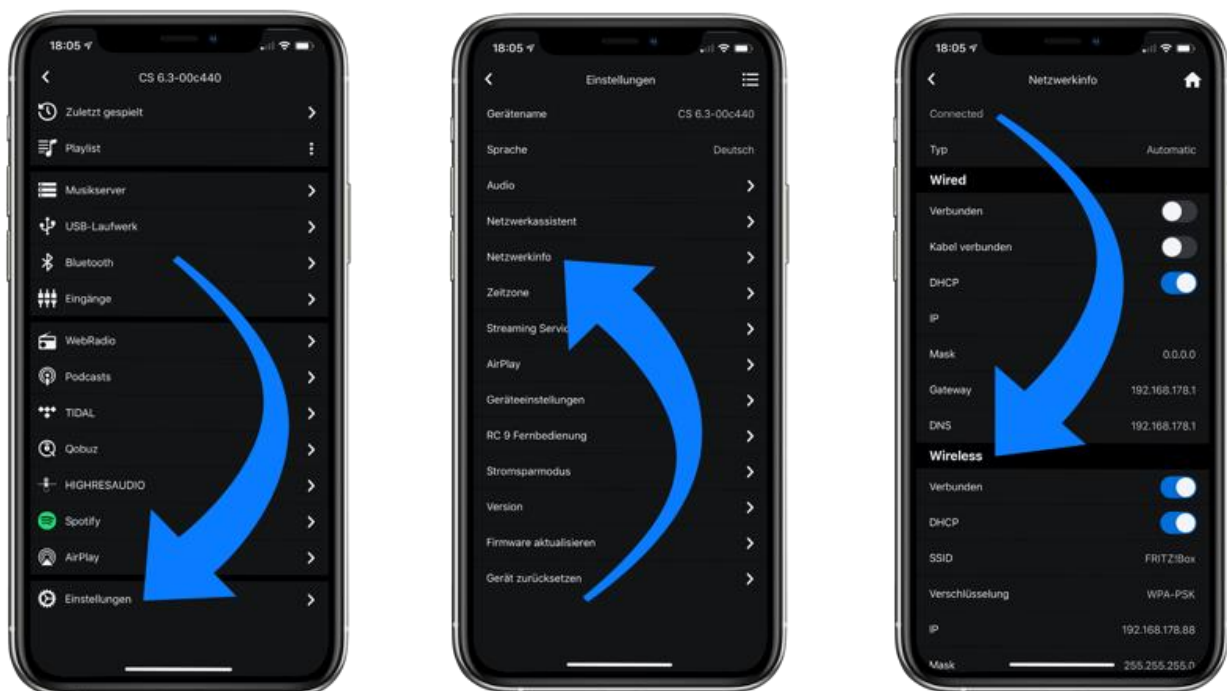 18:05
CS 6.3-00c440
Zuletzt gespielt
Playlist
Musikserver
USB-Laufwerk
Bluetooth
Eingänge
WebRadio
Podcasts
TIDAL
Qobuz
HIGHRESAUDIO
Spotify
AirPlay
Einstellungen
18:05
Einstellungen
Gerätename CS 6.3-00c440
Sprache Deutsch
Audio
Netzwerkassistent
Netzwerkinfo
Zeitzone
Streaming Servic
AirPlay
Geräteeinstellungen
RC 9 Fernbedienung
Stromsparmodus
Version
Firmware aktualisieren
Gerät zurücksetzen
18:05
Netzwerkinfo
Connected
Typ Automatic
Wired
Verbunden
Kabel verbunden
DHCP
IP
Mask 0.0.0.0
Gateway 192.168.178.1
DNS 192.168.178.1
Wireless
Verbunden
DHCP
SSID FRITZ!Box
Verschlüsselung WPA-PSK
IP 192.168.178.88
Mask 255.255.255.0